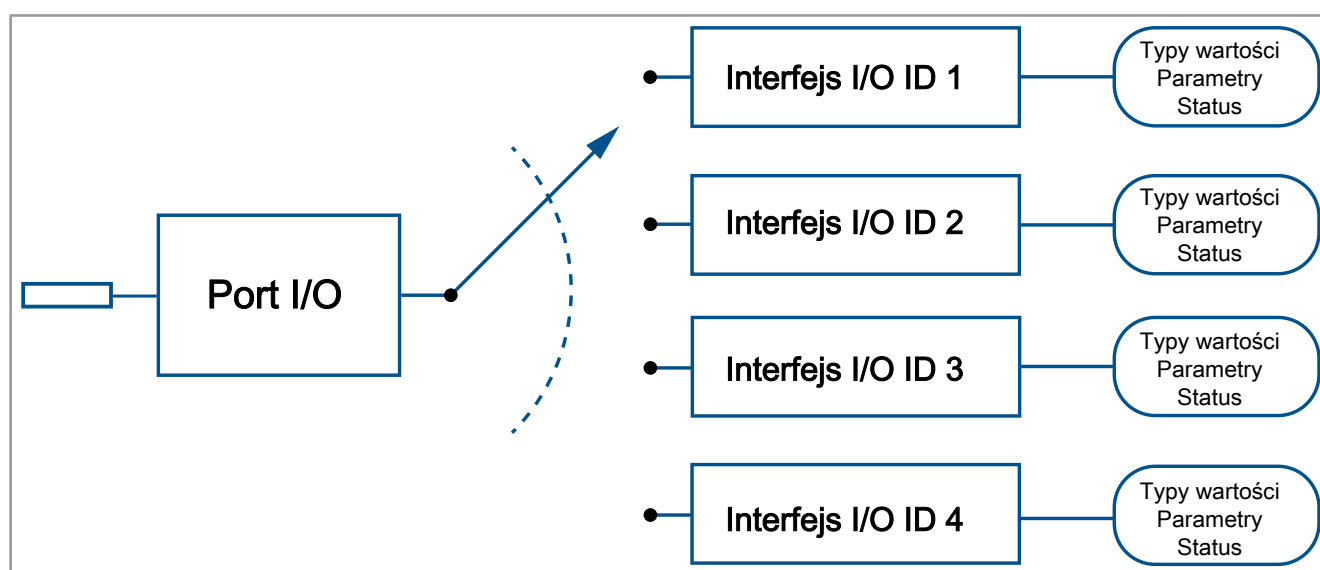 Interfejs I/O ID 1
Typy wartości
Parametry
Status
Interfejs I/O ID 2
Typy wartości
Parametry
Status
Port I/O
Interfejs I/O ID 3
Typy wartości
Parametry
Status
Interfejs I/O ID 4
Typy wartości
Parametry
Status